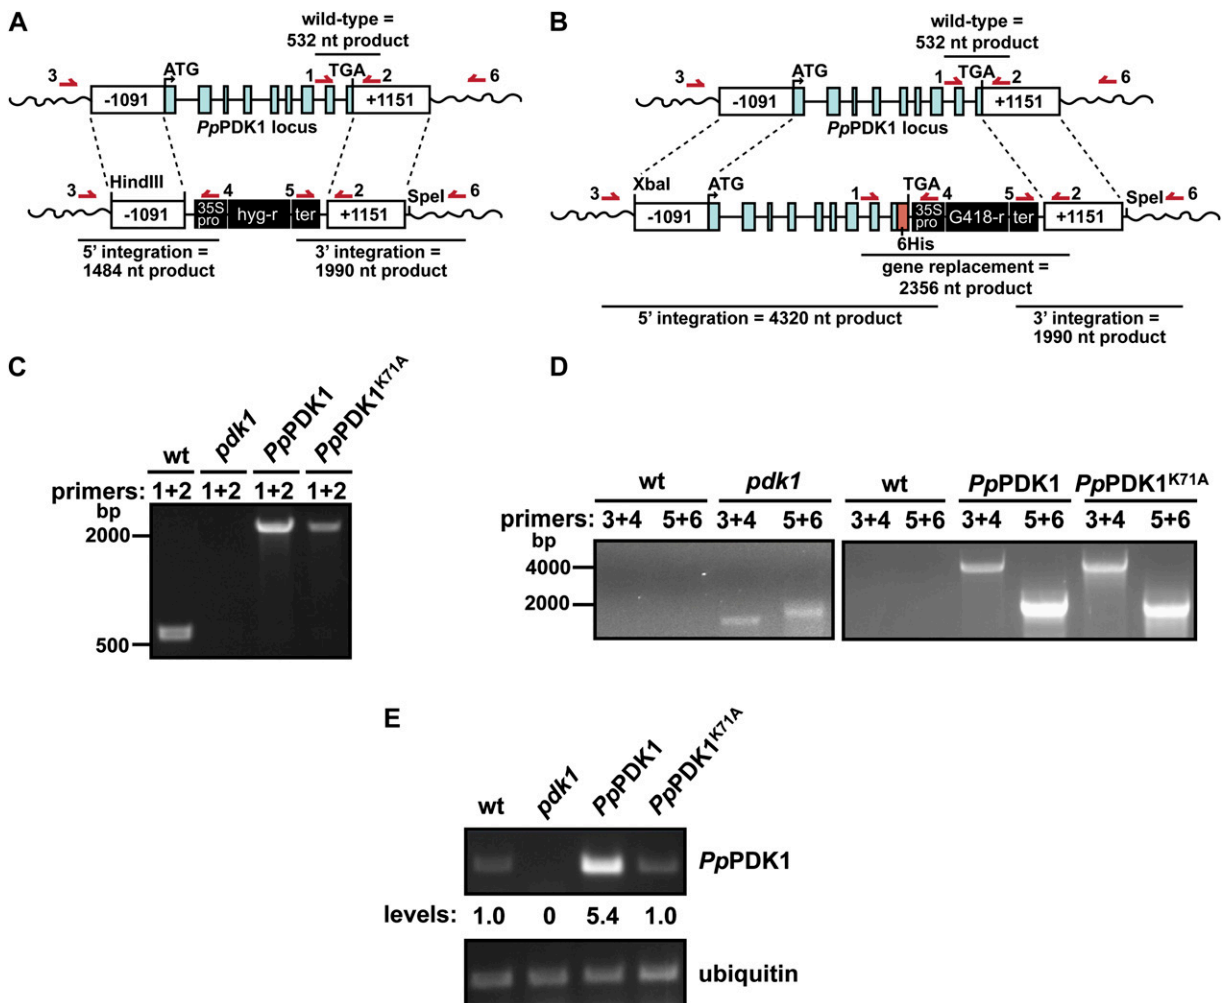 A
wild-type =
532 nt product
3
ATG
1
TGA
2
6
-1091
+1151
PpPDK1 locus
3
HindIII
4
5
2
SpeI
6
-1091
35S
pro
hyg-r
ter
+1151
5' integration =
1484 nt product
3' integration =
1990 nt product
B
wild-type =
532 nt product
3
ATG
1
TGA
2
6
-1091
+1151
PpPDK1 locus
3
XbaI
ATG
1
TGA
4
5
2
SpeI
6
-1091
35S
pro
G418-r
ter
+1151
6His
gene replacement =
2356 nt product
5' integration = 4320 nt product
3' integration =
1990 nt product
C
wt
pdk1
PpPDK1
PpPDK1K71A
primers: 1+2 1+2 1+2 1+2
bp
2000
500
D
wt pdk1 wt PpPDK1 PpPDK1K71A
primers: 3+4 5+6 3+4 5+6 3+4 5+6 3+4 5+6 3+4 5+6
bp
4000
2000
E
wt
pdk1
PpPDK1
PpPDK1K71A
PpPDK1
levels: 1.0 0 5.4 1.0
ubiquitin